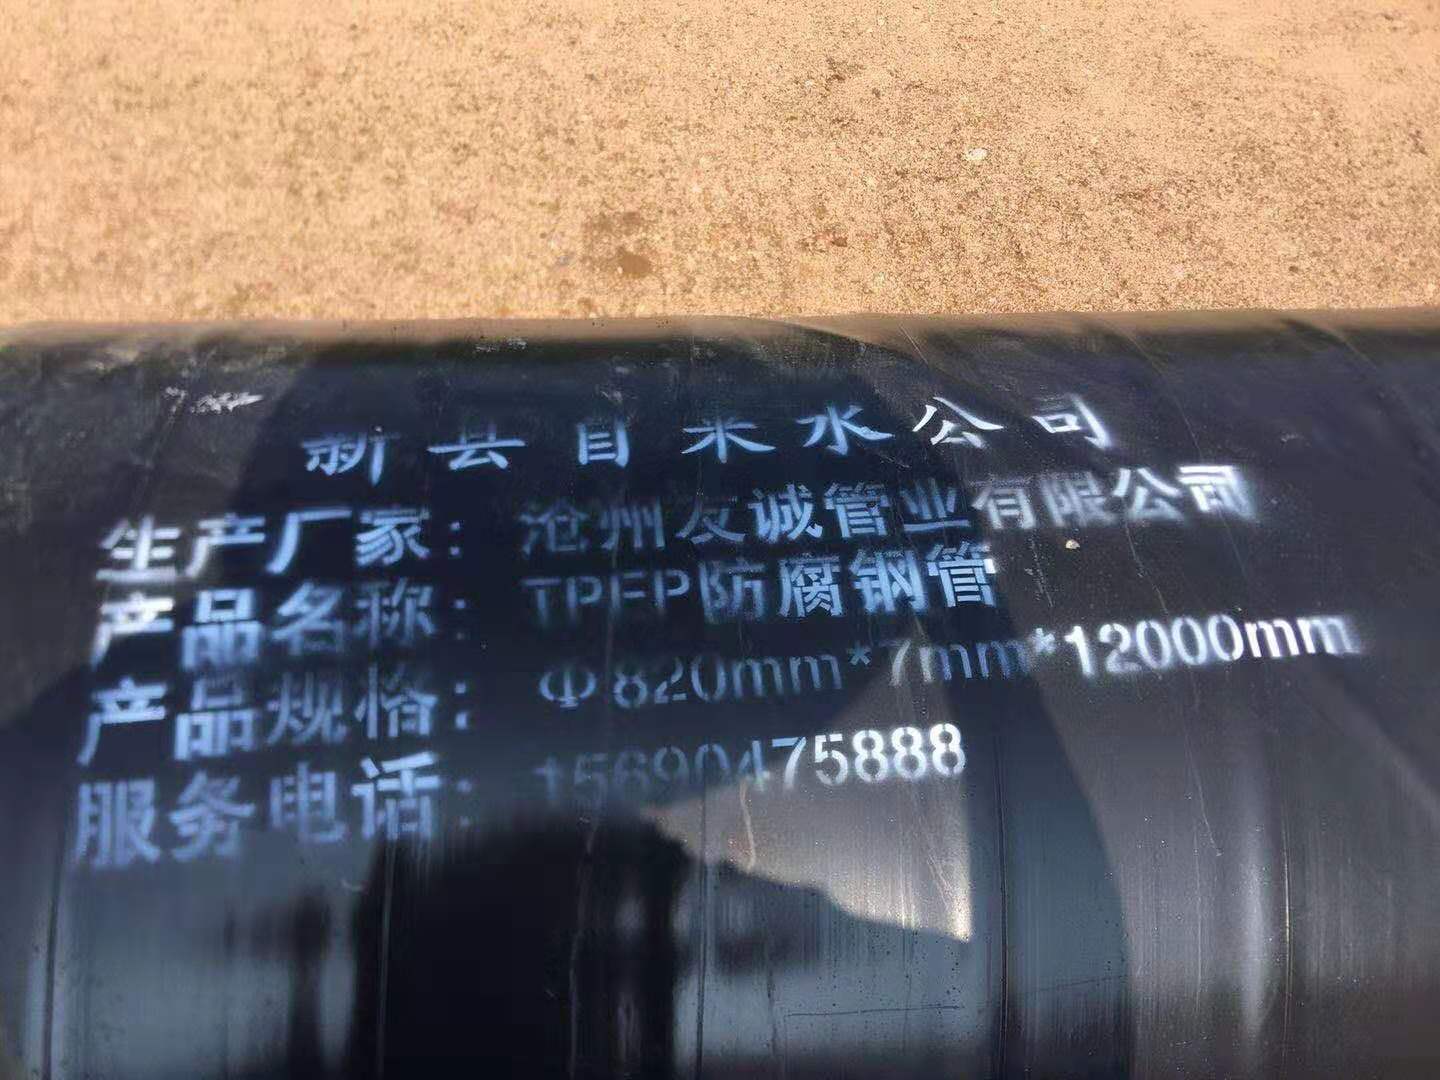 新县自来水公司
生产厂家：沧州友诚管业有限公司
产品名称：TPEP防腐钢管
产品规格：Φ820mm*7mm*12000mm
服务电话：15690475888